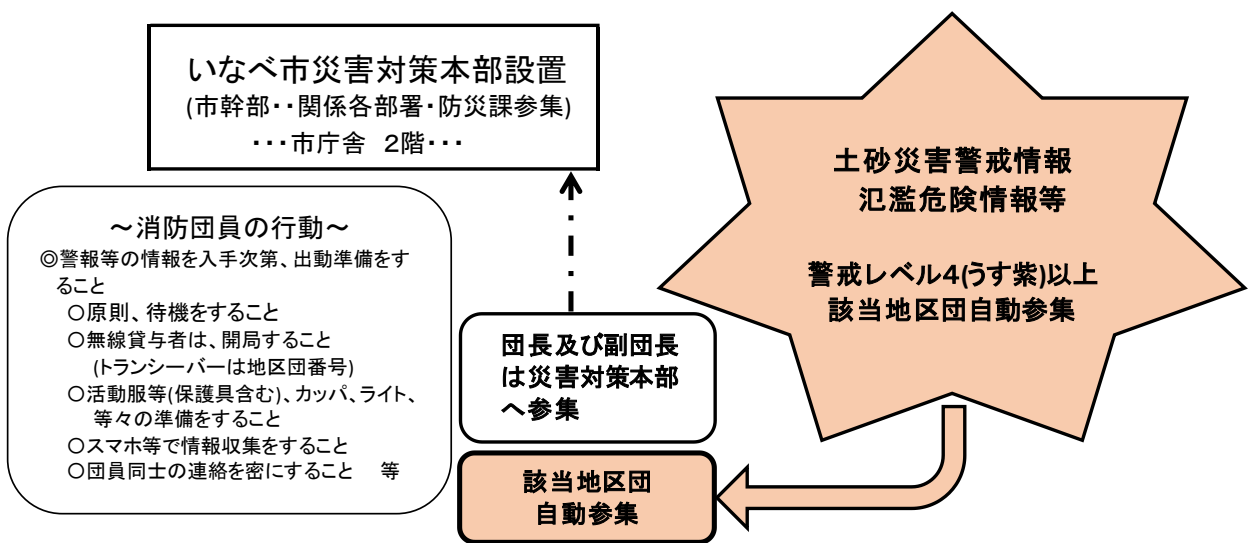 いなべ市災害対策本部設置
(市幹部・・関係各部署・防災課参集)
・・・市庁舎 2階・・・
土砂災害警戒情報
氾濫危険情報等
警戒レベル4(うす紫)以上
該当地区団自動参集
～消防団員の行動～
◎警報等の情報を入手次第、出動準備をす
ること
○原則、待機をすること
○無線貸与者は、開局すること
(トランシーバーは地区団番号)
○活動服等(保護具含む)、カッパ、ライト、
等々の準備をすること
○スマホ等で情報収集をすること
○団員同士の連絡を密にすること 等
団長及び副団長
は災害対策本部
へ参集
該当地区団
自動参集